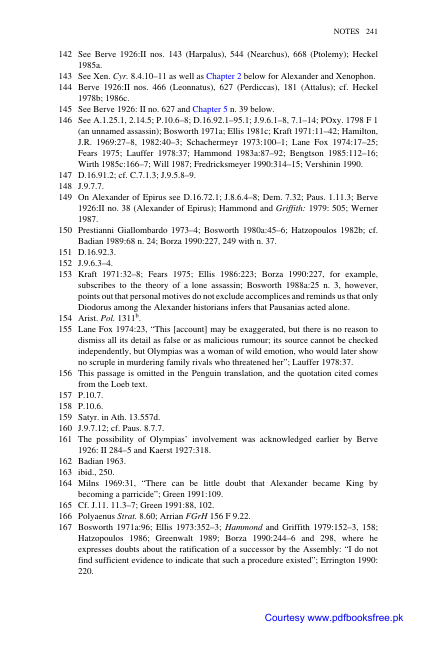 NOTES 241
142 See Berve 1926:II nos. 143 (Harpalus), 544 (Nearchus), 668 (Ptolemy); Heckel
1985a.
143 See Xen. Cyr. 8.4.10–11 as well as Chapter 2 below for Alexander and Xenophon.
144 Berve 1926:II nos. 466 (Leonnatus), 627 (Perdiccas), 181 (Attalus); cf. Heckel
1978b; 1986c.
145 See Berve 1926: II no. 627 and Chapter 5 n. 39 below.
146 See A.1.25.1, 2.14.5; P.10.6–8; D.16.92.1–95.1; J.9.6.1–8, 7.1–14; POxy. 1798 F 1
(an unnamed assassin); Bosworth 1971a; Ellis 1981c; Kraft 1971:11–42; Hamilton,
J.R. 1969:27–8, 1982:40–3; Schachermeyr 1973:100–1; Lane Fox 1974:17–25;
Fears 1975; Lauffer 1978:37; Hammond 1983a:87–92; Bengtson 1985:112–16;
Wirth 1985c:166–7; Will 1987; Fredricksmeyer 1990:314–15; Vershinin 1990.
147 D.16.91.2; cf. C.7.1.3; J.9.5.8–9.
148 J.9.7.7.
149 On Alexander of Epirus see D.16.72.1; J.8.6.4–8; Dem. 7.32; Paus. 1.11.3; Berve
1926:II no. 38 (Alexander of Epirus); Hammond and Griffith: 1979: 505; Werner
1987.
150 Prestianni Giallombardo 1973–4; Bosworth 1980a:45–6; Hatzopoulos 1982b; cf.
Badian 1989:68 n. 24; Borza 1990:227, 249 with n. 37.
151 D.16.92.3.
152 J.9.6.3–4.
153 Kraft 1971:32–8; Fears 1975; Ellis 1986:223; Borza 1990:227, for example,
subscribes to the theory of a lone assassin; Bosworth 1988a:25 n. 3, however,
points out that personal motives do not exclude accomplices and reminds us that only
Diodorus among the Alexander historians infers that Pausanias acted alone.
154 Arist. Pol. 1311ᵇ.
155 Lane Fox 1974:23, “This [account] may be exaggerated, but there is no reason to
dismiss all its detail as false or as malicious rumour; its source cannot be checked
independently, but Olympias was a woman of wild emotion, who would later show
no scruple in murdering family rivals who threatened her”; Lauffer 1978:37.
156 This passage is omitted in the Penguin translation, and the quotation cited comes
from the Loeb text.
157 P.10.7.
158 P.10.6.
159 Satyr. in Ath. 13.557d.
160 J.9.7.12; cf. Paus. 8.7.7.
161 The possibility of Olympias’ involvement was acknowledged earlier by Berve
1926: II 284–5 and Kaerst 1927:318.
162 Badian 1963.
163 ibid., 250.
164 Milns 1969:31, “There can be little doubt that Alexander became King by
becoming a parricide”; Green 1991:109.
165 Cf. J.11. 11.3–7; Green 1991:88, 102.
166 Polyaenus Strat. 8.60; Arrian FGrH 156 F 9.22.
167 Bosworth 1971a:96; Ellis 1973:352–3; Hammond and Griffith 1979:152–3, 158;
Hatzopoulos 1986; Greenwalt 1989; Borza 1990:244–6 and 298, where he
expresses doubts about the ratification of a successor by the Assembly: “I do not
find sufficient evidence to indicate that such a procedure existed”; Errington 1990:
220.
Courtesy www.pdfbooksfree.pk